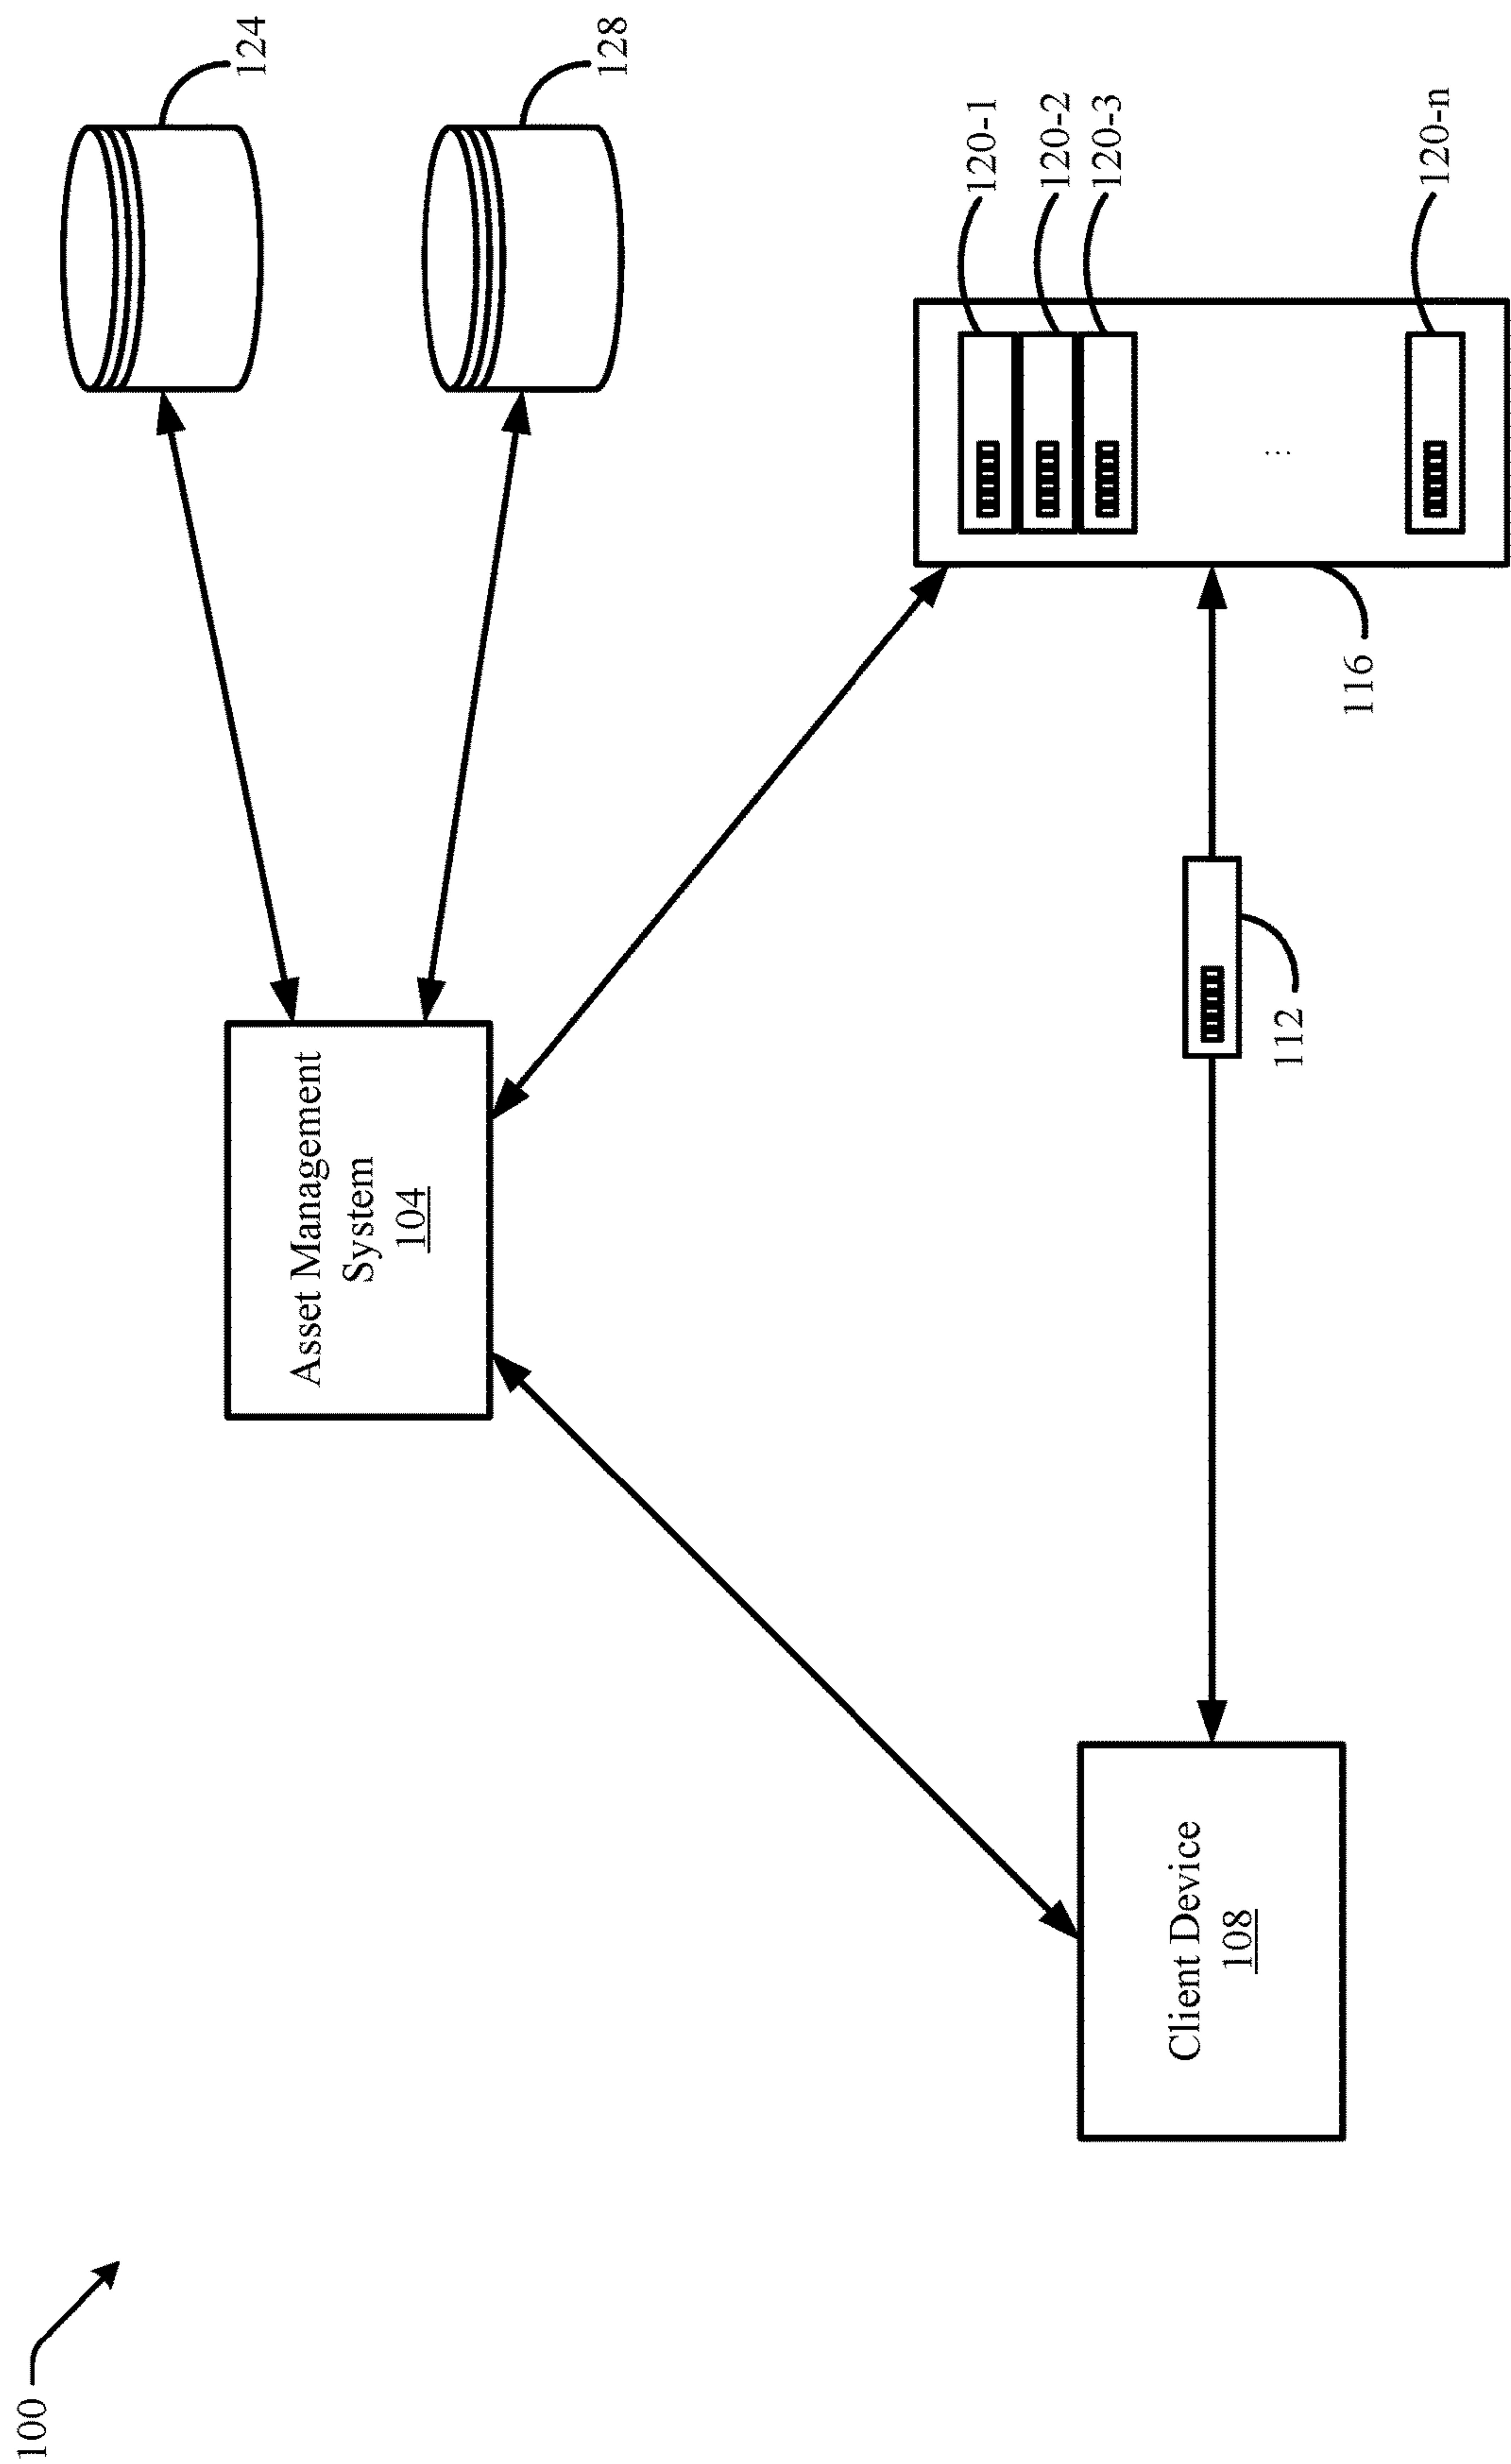 100
Asset Management
System
104
124
128
Client Device
108
112
116
120-1
120-2
120-3
...
120-n